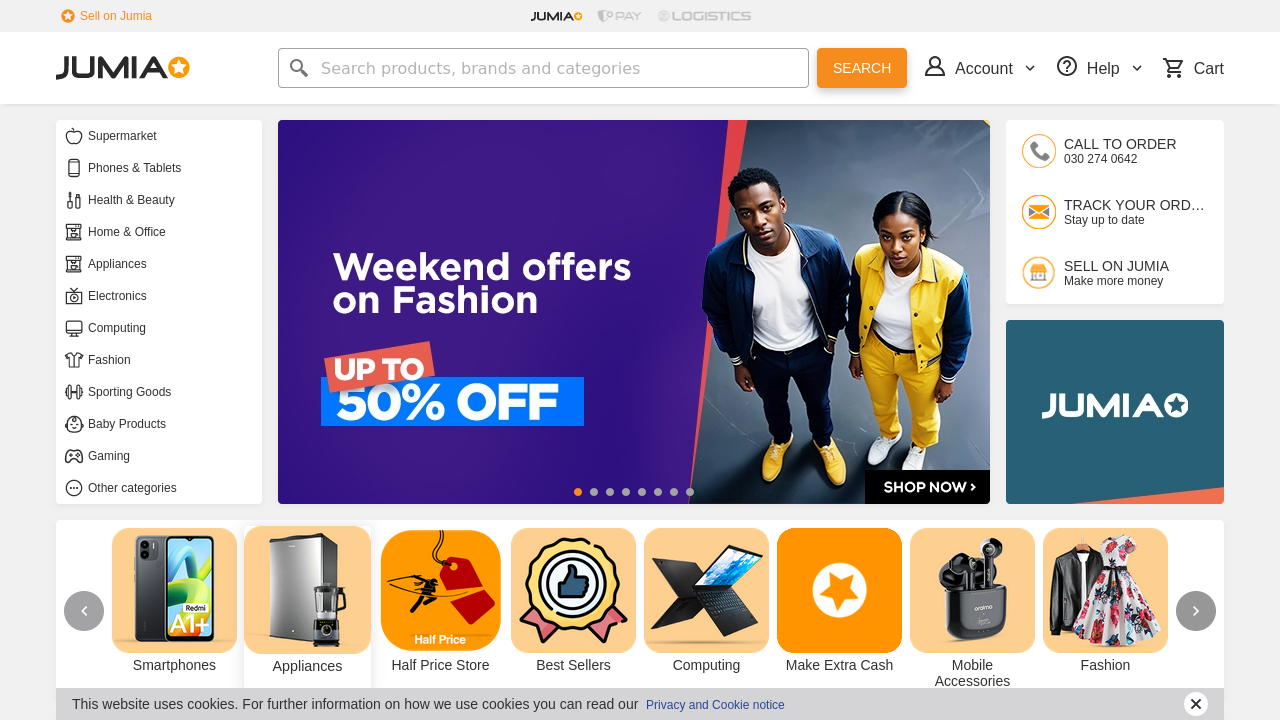 Sell on Jumia
JUMIA
PAY
LOGISTICS
JUMIA
Search products, brands and categories
SEARCH
Account
Help
Cart
Supermarket
Phones & Tablets
Health & Beauty
Home & Office
Appliances
Electronics
Computing
Fashion
Sporting Goods
Baby Products
Gaming
Other categories
Weekend offers
on Fashion
UP TO
50% OFF
SHOP NOW >
CALL TO ORDER
030 274 0642
TRACK YOUR ORD…
Stay up to date
SELL ON JUMIA
Make more money
JUMIA
Redmi
A1+
Half Price
oraimo
Smartphones
Appliances
Half Price Store
Best Sellers
Computing
Make Extra Cash
Mobile
Accessories
Fashion
This website uses cookies. For further information on how we use cookies you can read our Privacy and Cookie notice